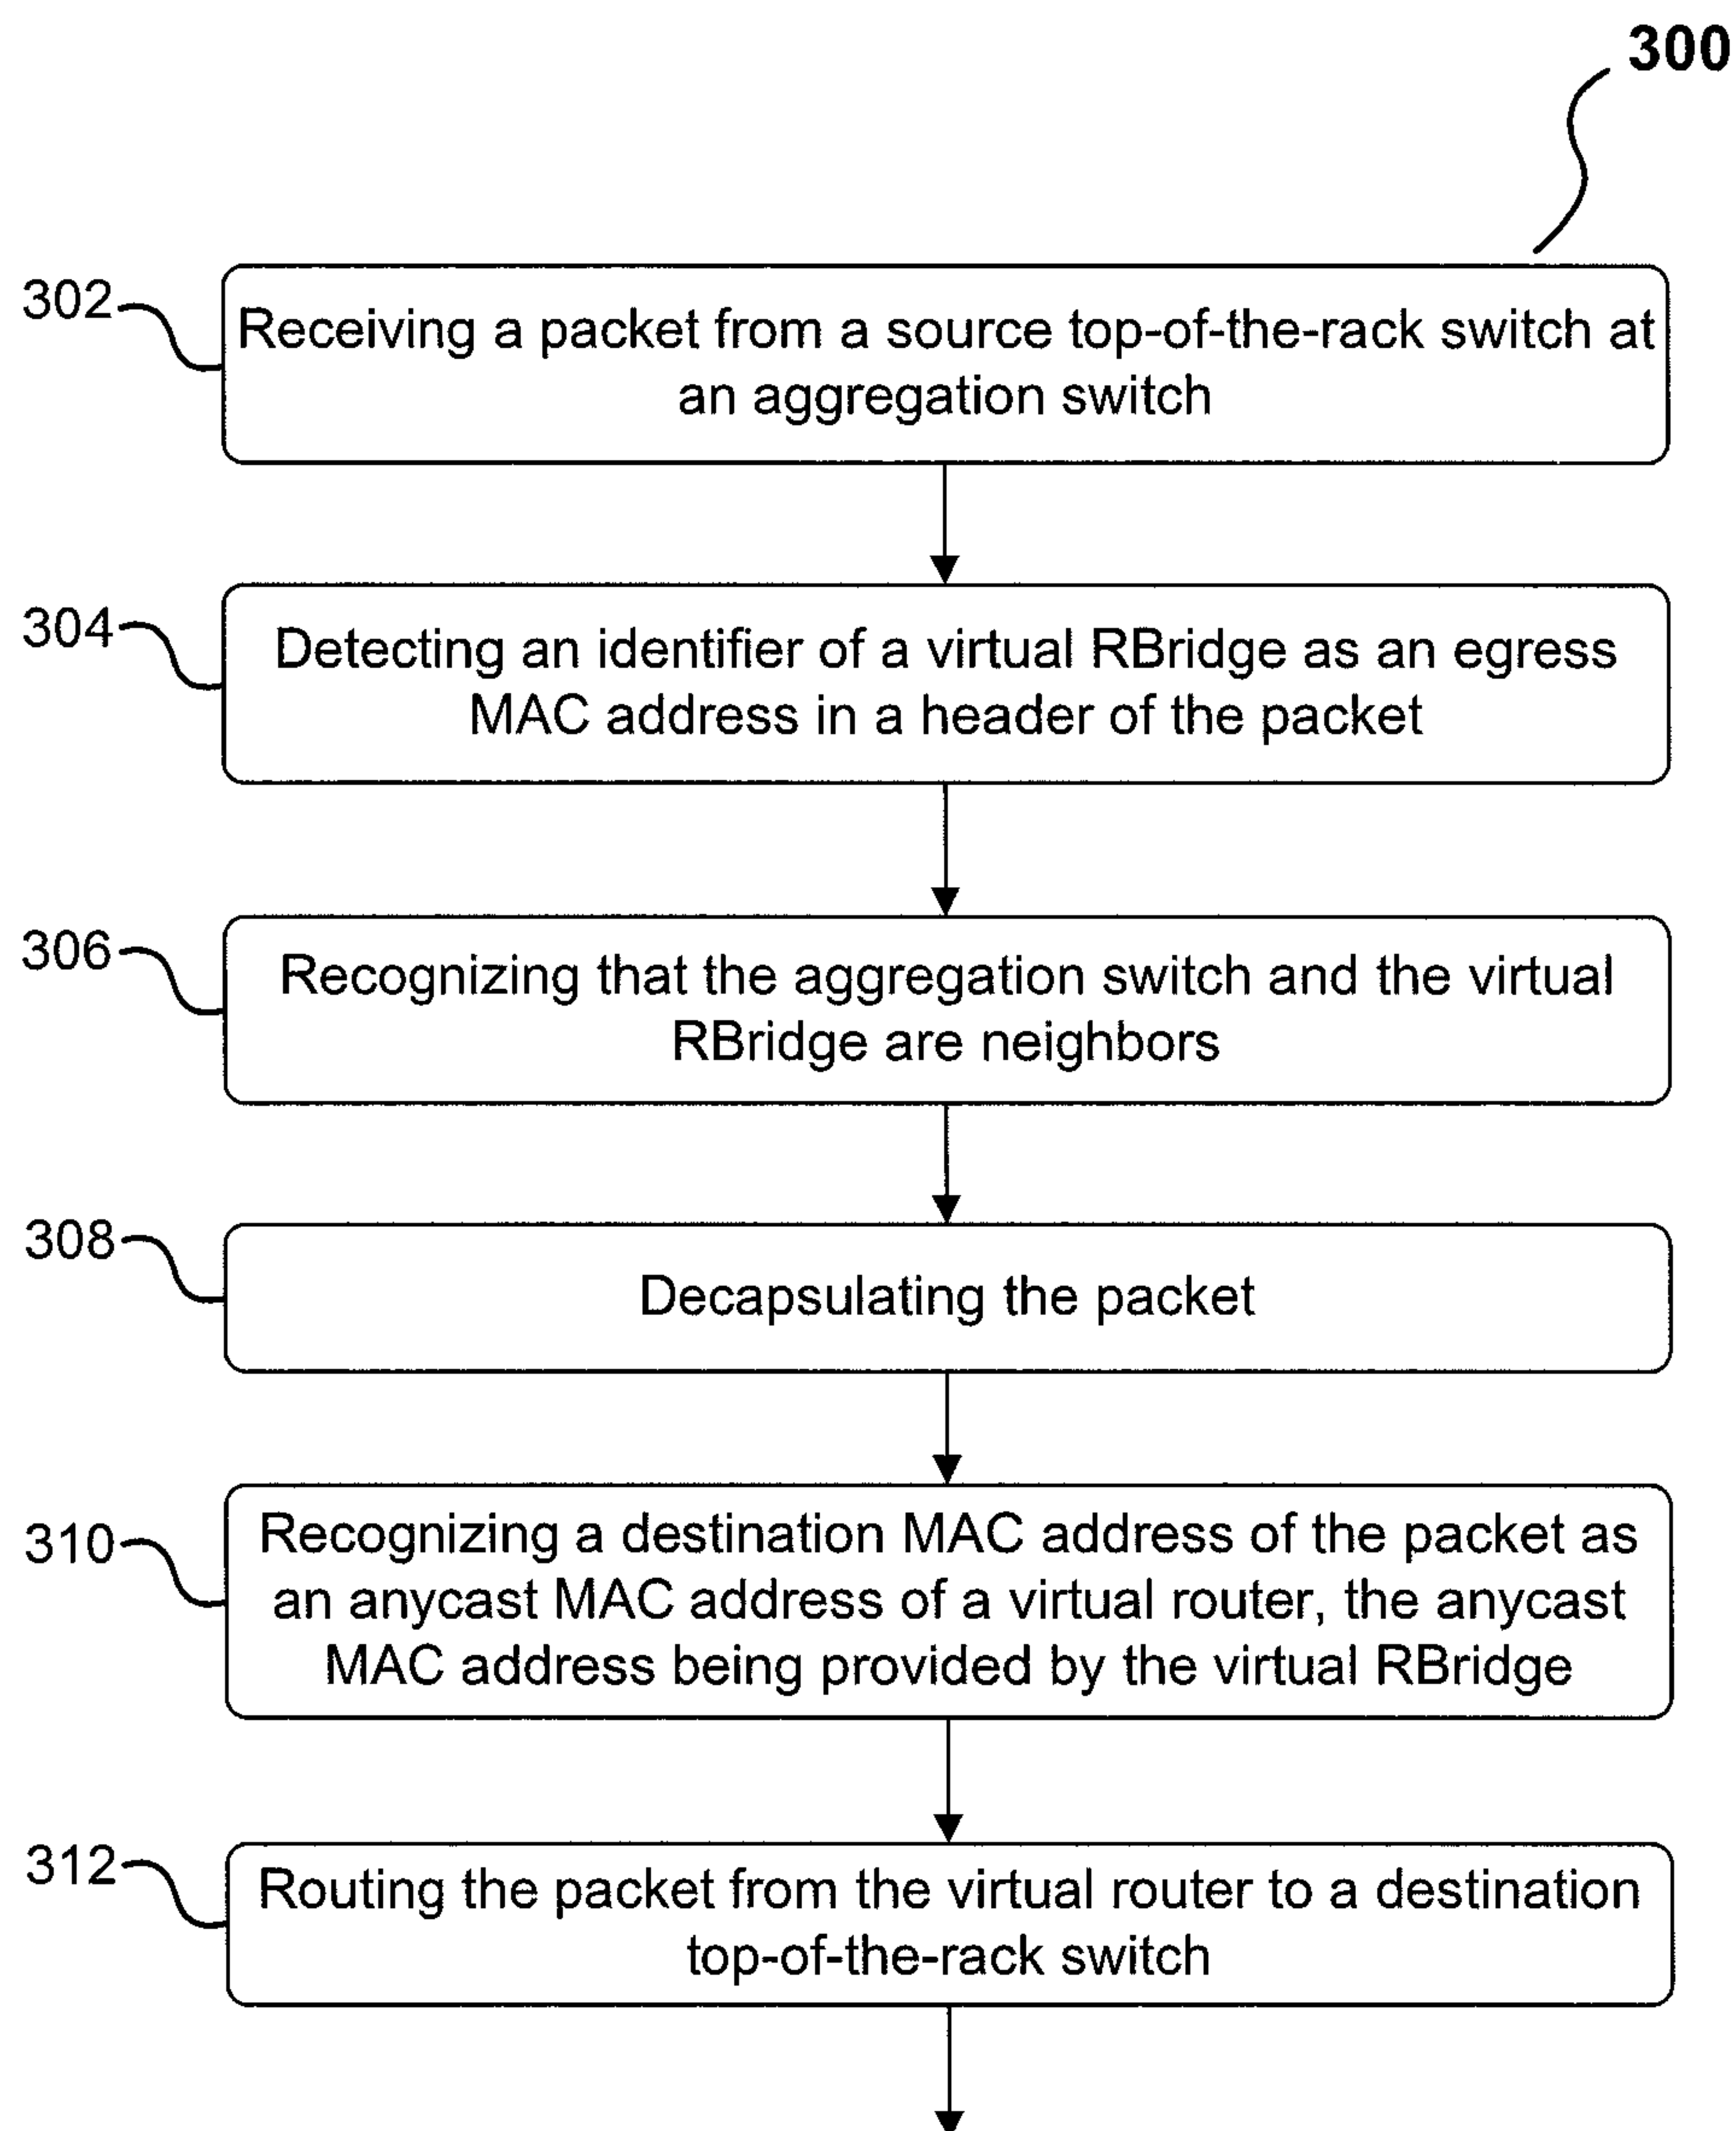 300
302
Receiving a packet from a source top-of-the-rack switch at
an aggregation switch
304
Detecting an identifier of a virtual RBridge as an egress
MAC address in a header of the packet
306
Recognizing that the aggregation switch and the virtual
RBridge are neighbors
308
Decapsulating the packet
310
Recognizing a destination MAC address of the packet as
an anycast MAC address of a virtual router, the anycast
MAC address being provided by the virtual RBridge
312
Routing the packet from the virtual router to a destination
top-of-the-rack switch